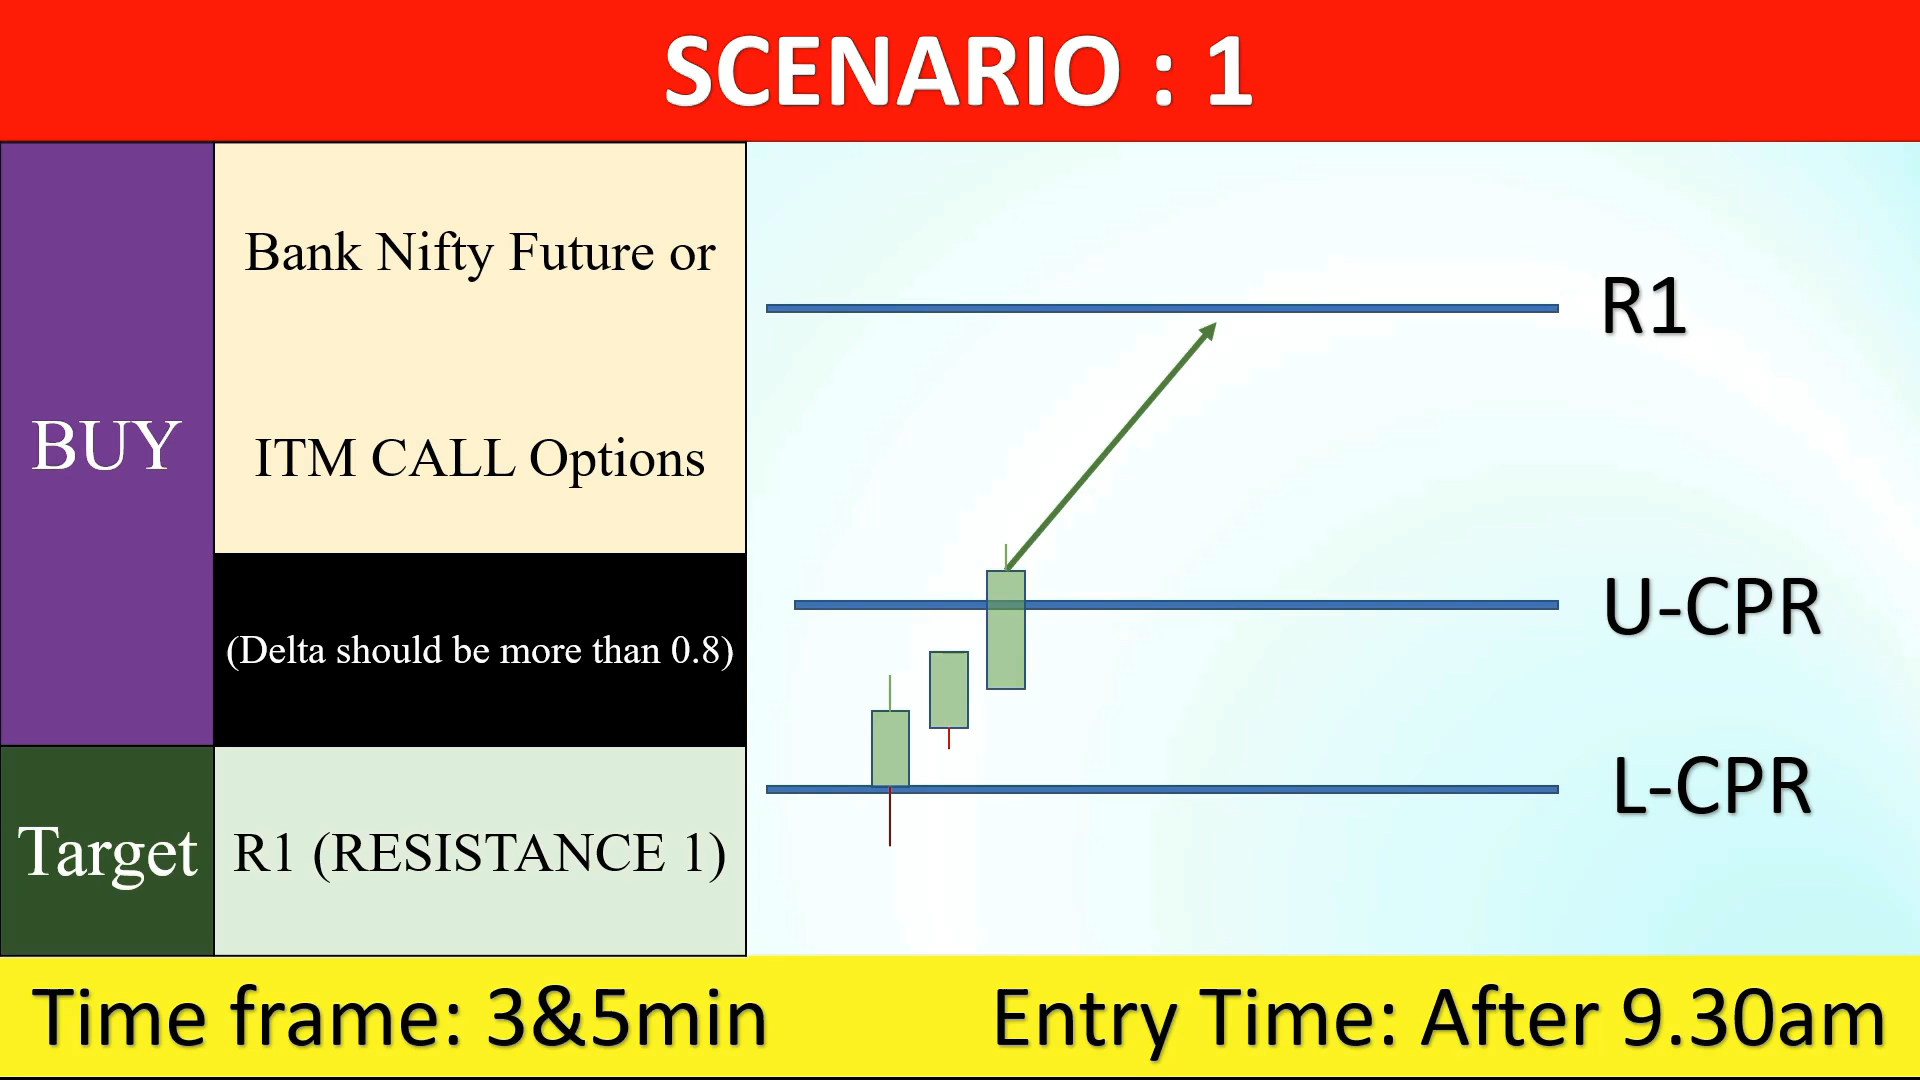 SCENARIO : 1
BUY
Bank Nifty Future or
ITM CALL Options
(Delta should be more than 0.8)
Target
R1 (RESISTANCE 1)
R1
U-CPR
L-CPR
Time frame: 3&5min
Entry Time: After 9.30am